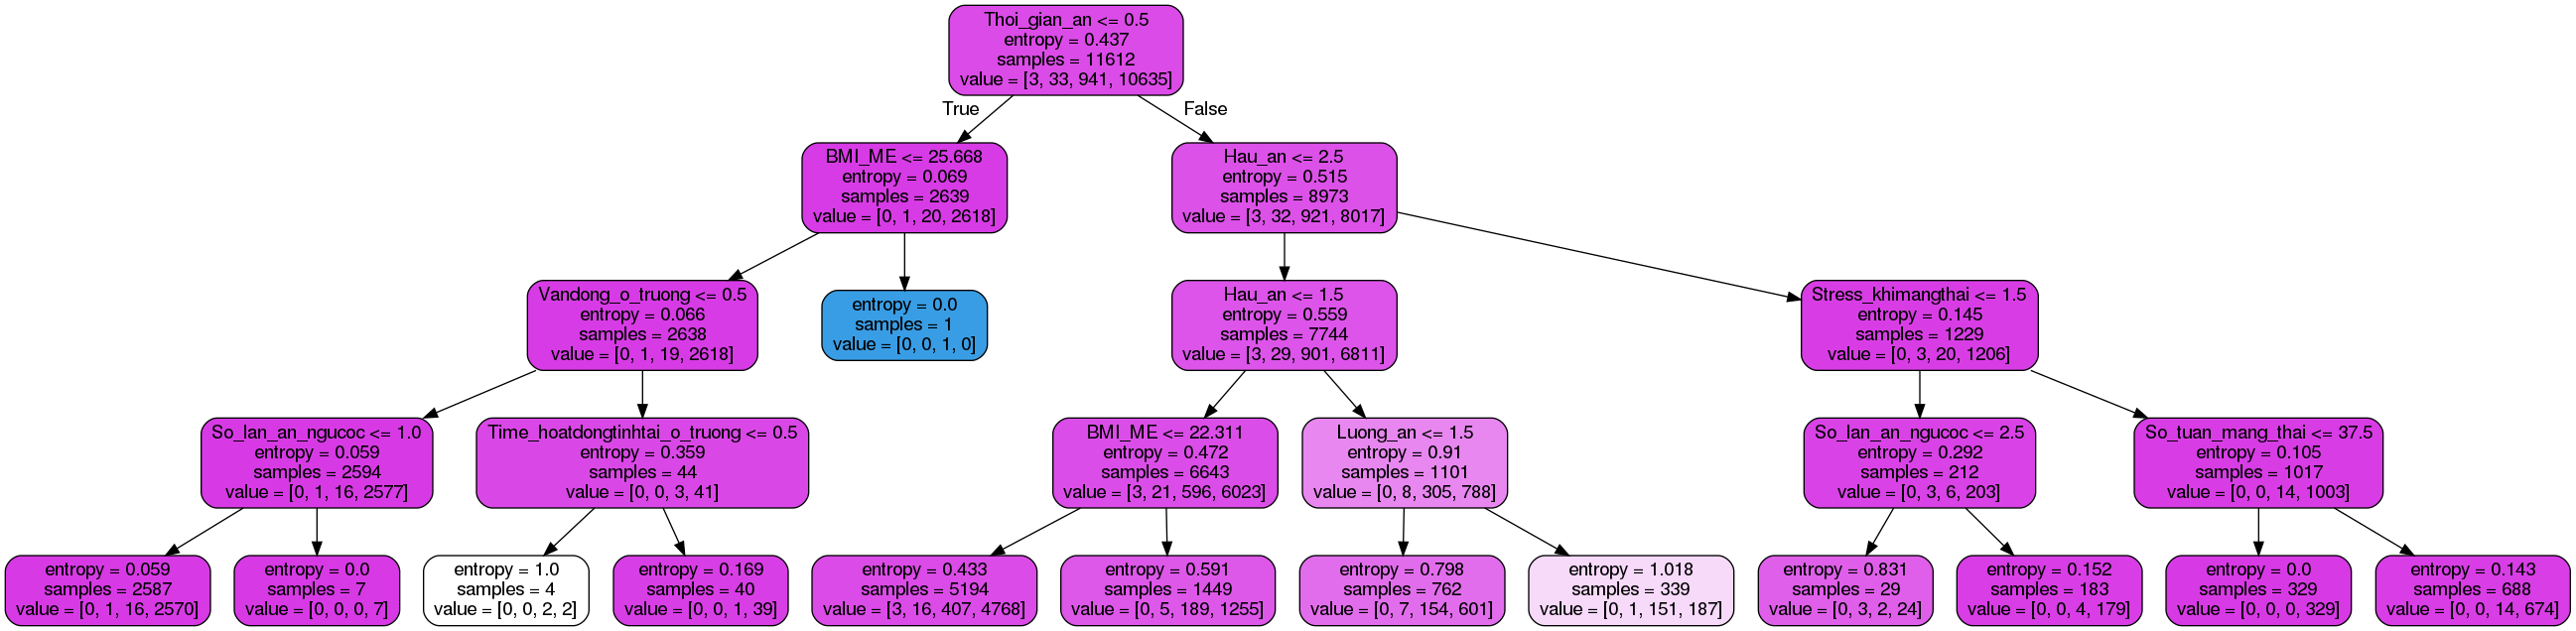 Thoi_gian_an <= 0.5
entropy = 0.437
samples = 11612
value = [3, 33, 941, 10635]
True
False
BMI_ME <= 25.668
entropy = 0.069
samples = 2639
value = [0, 1, 20, 2618]
Hau_an <= 2.5
entropy = 0.515
samples = 8973
value = [3, 32, 921, 8017]
Vandong_o_truong <= 0.5
entropy = 0.066
samples = 2638
value = [0, 1, 19, 2618]
entropy = 0.0
samples = 1
value = [0, 0, 1, 0]
Hau_an <= 1.5
entropy = 0.559
samples = 7744
value = [3, 29, 901, 6811]
Stress_khimangthai <= 1.5
entropy = 0.145
samples = 1229
value = [0, 3, 20, 1206]
So_lan_an_ngucoc <= 1.0
entropy = 0.059
samples = 2594
value = [0, 1, 16, 2577]
Time_hoatdongtinhtai_o_truong <= 0.5
entropy = 0.359
samples = 44
value = [0, 0, 3, 41]
BMI_ME <= 22.311
entropy = 0.472
samples = 6643
value = [3, 21, 596, 6023]
Luong_an <= 1.5
entropy = 0.91
samples = 1101
value = [0, 8, 305, 788]
So_lan_an_ngucoc <= 2.5
entropy = 0.292
samples = 212
value = [0, 3, 6, 203]
So_tuan_mang_thai <= 37.5
entropy = 0.105
samples = 1017
value = [0, 0, 14, 1003]
entropy = 0.059
samples = 2587
value = [0, 1, 16, 2570]
entropy = 0.0
samples = 7
value = [0, 0, 0, 7]
entropy = 1.0
samples = 4
value = [0, 0, 2, 2]
entropy = 0.169
samples = 40
value = [0, 0, 1, 39]
entropy = 0.433
samples = 5194
value = [3, 16, 407, 4768]
entropy = 0.591
samples = 1449
value = [0, 5, 189, 1255]
entropy = 0.798
samples = 762
value = [0, 7, 154, 601]
entropy = 1.018
samples = 339
value = [0, 1, 151, 187]
entropy = 0.831
samples = 29
value = [0, 3, 2, 24]
entropy = 0.152
samples = 183
value = [0, 0, 4, 179]
entropy = 0.0
samples = 329
value = [0, 0, 0, 329]
entropy = 0.143
samples = 688
value = [0, 0, 14, 674]